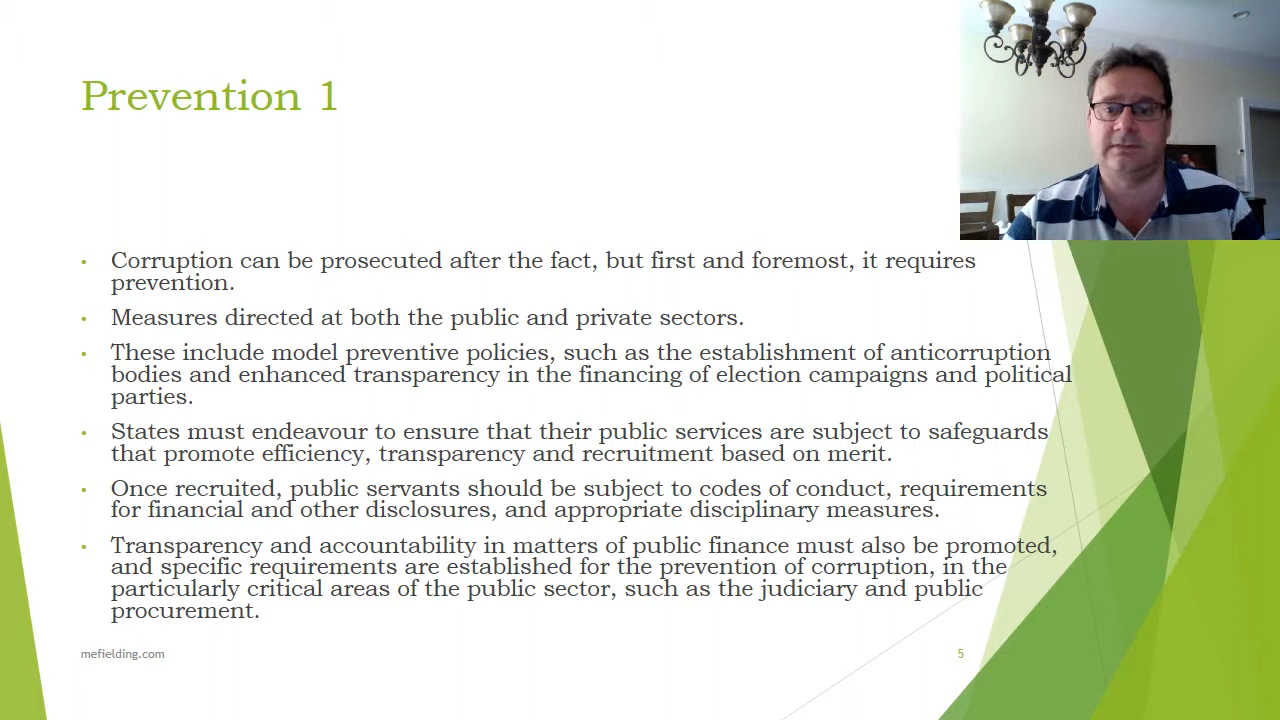 Prevention 1
• Corruption can be prosecuted after the fact, but first and foremost, it requires
prevention.
• Measures directed at both the public and private sectors.
• These include model preventive policies, such as the establishment of anticorruption
bodies and enhanced transparency in the financing of election campaigns and political
parties.
• States must endeavour to ensure that their public services are subject to safeguards
that promote efficiency, transparency and recruitment based on merit.
• Once recruited, public servants should be subject to codes of conduct, requirements
for financial and other disclosures, and appropriate disciplinary measures.
• Transparency and accountability in matters of public finance must also be promoted,
and specific requirements are established for the prevention of corruption, in the
particularly critical areas of the public sector, such as the judiciary and public
procurement.
mefielding.com
5